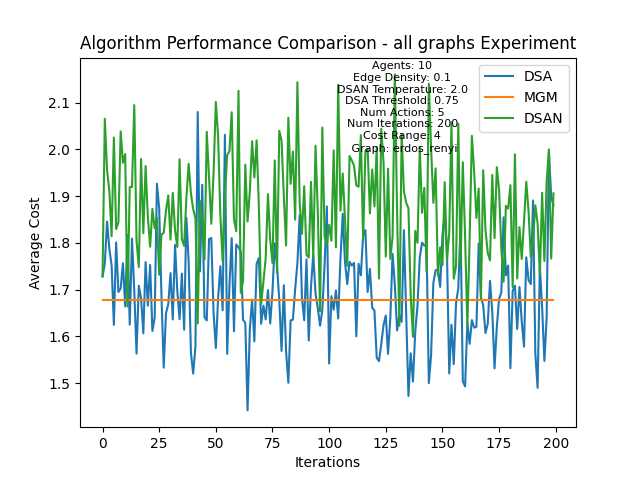 Algorithm Performance Comparison - all graphs Experiment
Agents: 10
Edge Density: 0.1
DSAN Temperature: 2.0
DSA Threshold: 0.75
Num Actions: 5
Num Iterations: 200
Cost Range: 4
Graph: erdos_renyi
DSA
MGM
DSAN
Average Cost
2.1
2.0
1.9
1.8
1.7
1.6
1.5
0 25 50 75 100 125 150 175 200
Iterations